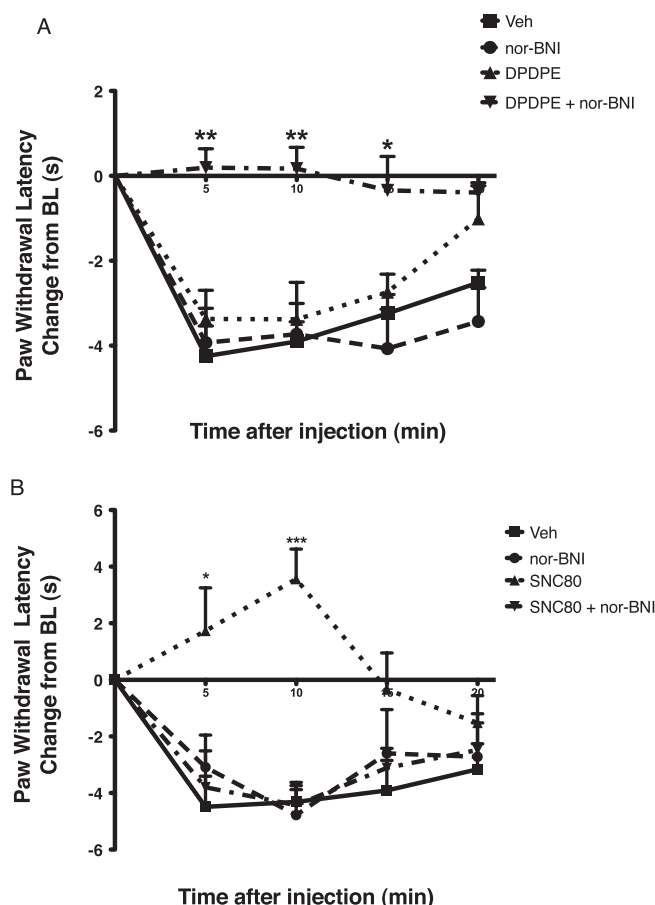 A
Veh
nor-BNI
DPDPE
DPDPE + nor-BNI
2
**
**
*
0
5
10
-2
-4
-6
Paw Withdrawal Latency
Change from BL (s)
Time after injection (min)
B
6
Veh
nor-BNI
SNC80
SNC80 + nor-BNI
***
4
*
2
0
5
10
20
-2
-4
-6
Paw Withdrawal Latency
Change from BL (s)
Time after injection (min)